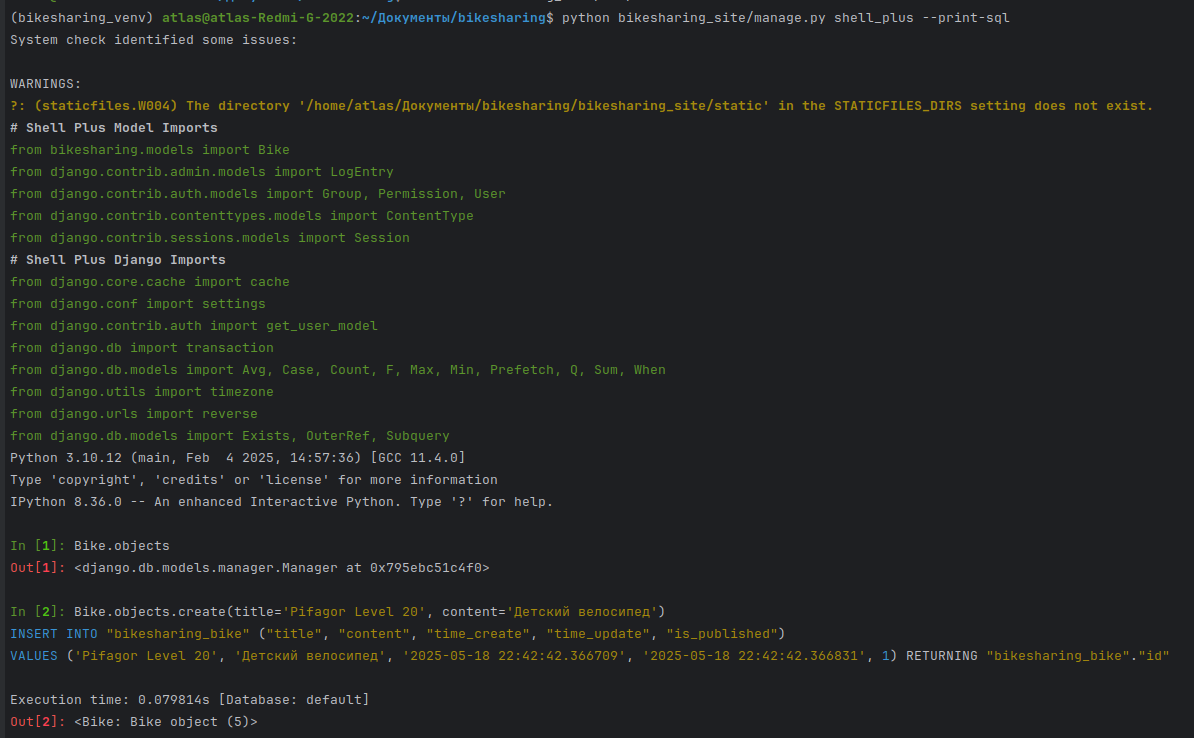 (bikesharing_venv) atlas@atlas-Redmi-G-2022:~/Документы/bikesharing$ python bikesharing_site/manage.py shell_plus --print-sql
System check identified some issues:
WARNINGS:
?: (staticfiles.W004) The directory '/home/atlas/Документы/bikesharing/bikesharing_site/static' in the STATICFILES_DIRS setting does not exist.
# Shell Plus Model Imports
from bikesharing.models import Bike
from django.contrib.admin.models import LogEntry
from django.contrib.auth.models import Group, Permission, User
from django.contrib.contenttypes.models import ContentType
from django.contrib.sessions.models import Session
# Shell Plus Django Imports
from django.core.cache import cache
from django.conf import settings
from django.contrib.auth import get_user_model
from django.db import transaction
from django.db.models import Avg, Case, Count, F, Max, Min, Prefetch, Q, Sum, When
from django.utils import timezone
from django.urls import reverse
from django.db.models import Exists, OuterRef, Subquery
Python 3.10.12 (main, Feb  4 2025, 14:57:36) [GCC 11.4.0]
Type 'copyright', 'credits' or 'license' for more information
IPython 8.36.0 -- An enhanced Interactive Python. Type '?' for help.
In [1]: Bike.objects
Out[1]: <django.db.models.manager.Manager at 0x795ebc51c4f0>
In [2]: Bike.objects.create(title='Pifagor Level 20', content='Детский велосипед')
INSERT INTO "bikesharing_bike" ("title", "content", "time_create", "time_update", "is_published")
VALUES ('Pifagor Level 20', 'Детский велосипед', '2025-05-18 22:42:42.366709', '2025-05-18 22:42:42.366831', 1) RETURNING "bikesharing_bike"."id"
Execution time: 0.079814s [Database: default]
Out[2]: <Bike: Bike object (5)>